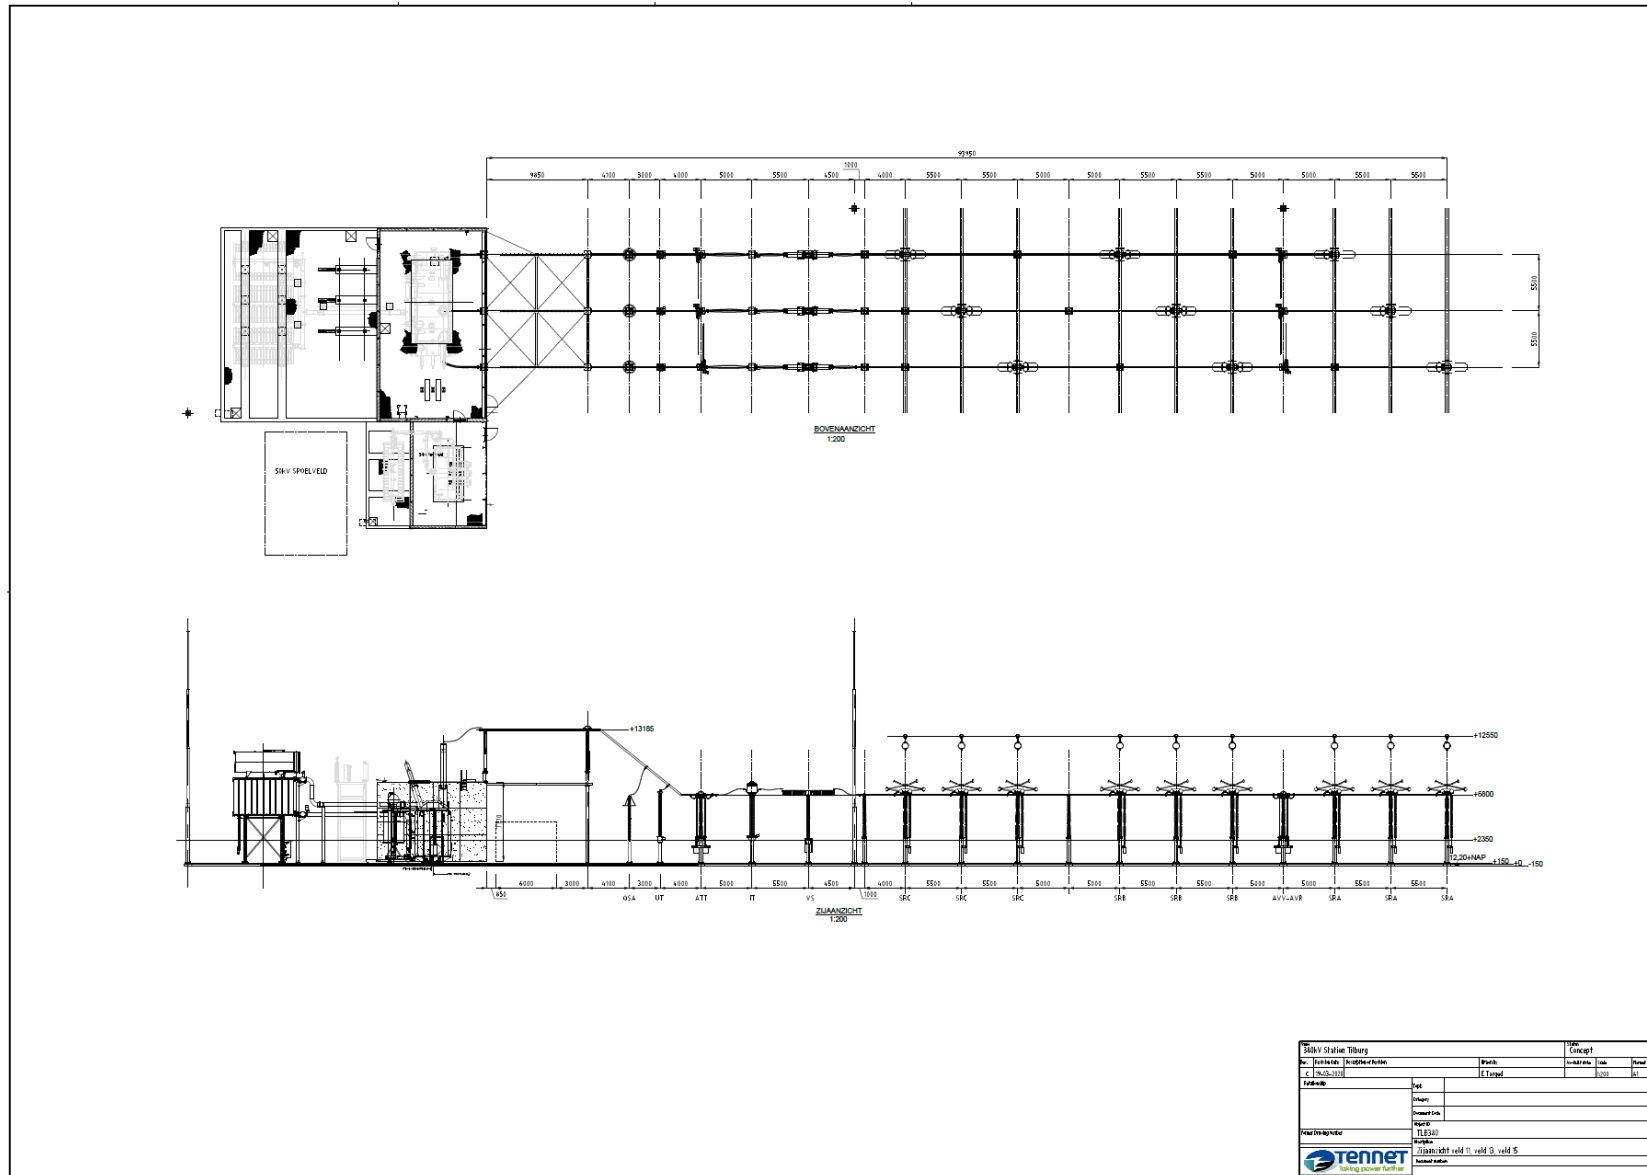 93950
1000
9850 4100 3000 4000 5000 5500 4500 4000 5500 5500 5000 5000 5500 5500 5000 5000 5500 5500
5500
5500
BOVENAANZICHT
1:200
50kV SPOELVELD
+13185
+12550
+6800
+2350
12,20+NAP +150 +0 -150
650 6000 3000 4100 3000 4000 5000 5500 4500 1000 4000 5500 5500 5000 5000 5500 5500 5000 5000 5500 5500
OSA UT ATT IT VS SRC SRC SRC SRB SRB SRB AVV-AVR SRA SRA SRA
ZIJAANZICHT
1:200
380kV Station Tilburg
Concept
C 19-03-2021
1:200 A1
TLB380
Zijaanzicht veld 11, veld 13, veld 15
TENNET
Taking power further